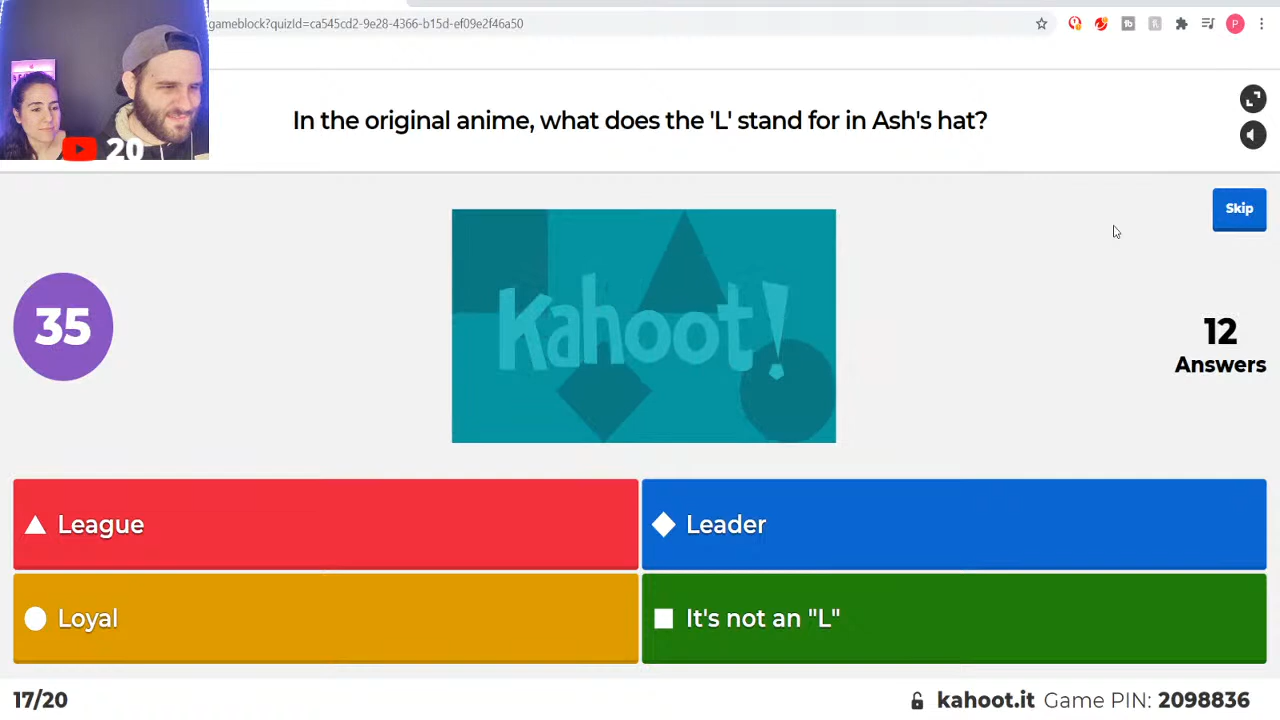 gameblock?quizId=ca545cd2-9e28-4366-b15d-ef09e2f46a50
P
20
In the original anime, what does the 'L' stand for in Ash's hat?
Skip
Kahoot!
35
12
Answers
League
Leader
Loyal
It's not an "L"
17/20
kahoot.it Game PIN: 2098836